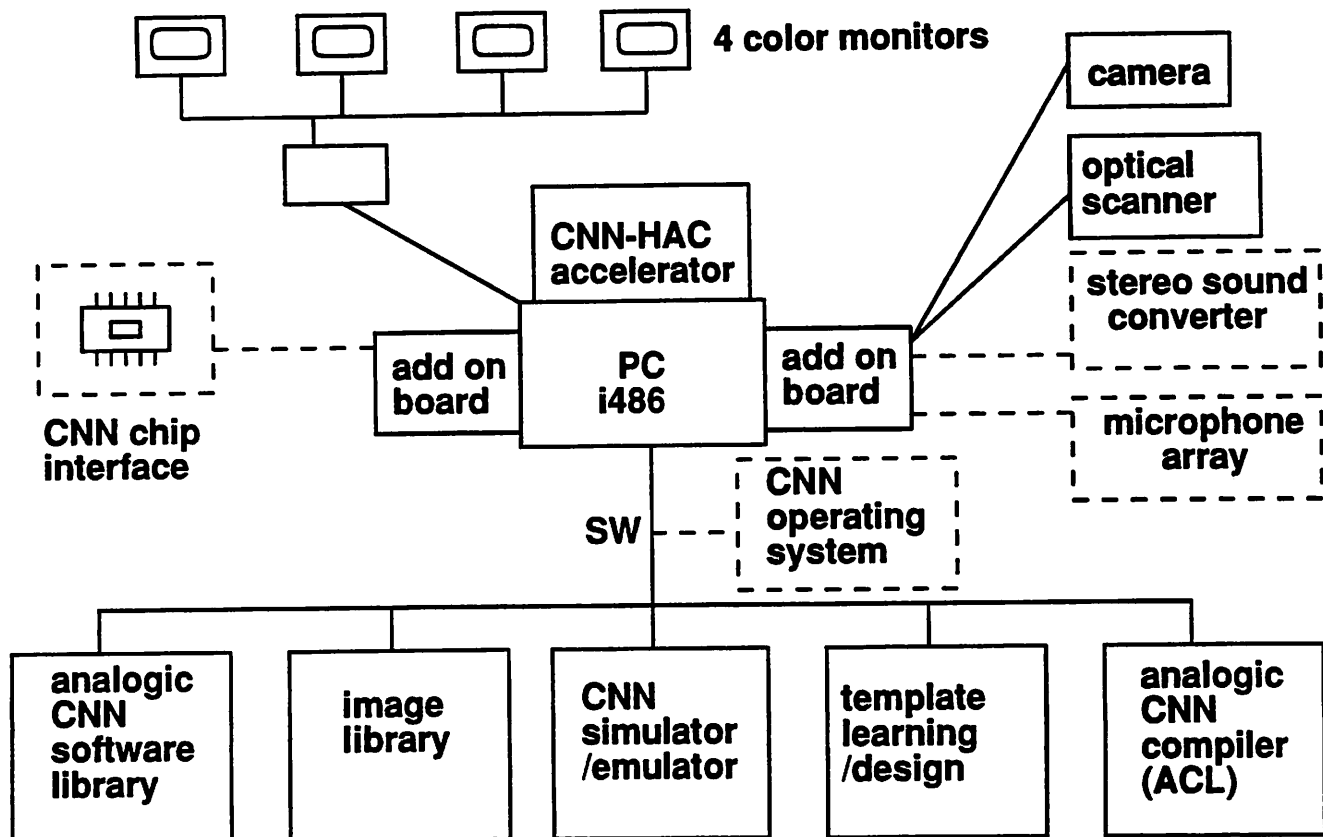 4 color monitors
camera
optical
scanner
CNN-HAC
accelerator
stereo sound
converter
add on
board
PC
i486
add on
board
CNN chip
interface
microphone
array
SW
CNN
operating
system
analogic
CNN
software
library
image
library
CNN
simulator
/emulator
template
learning
/design
analogic
CNN
compiler
(ACL)